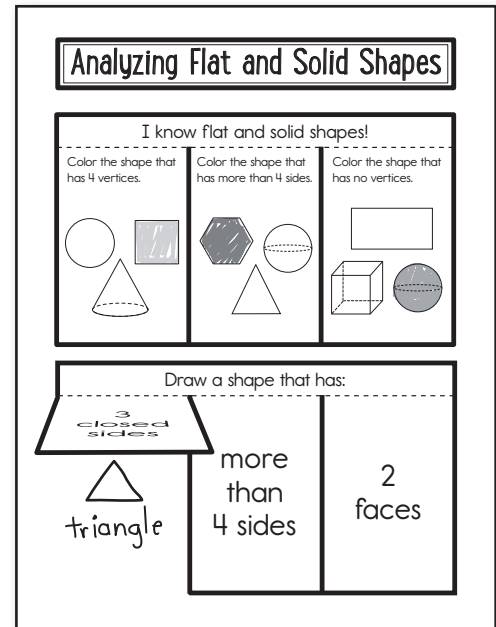 Analyzing Flat and Solid Shapes
I know flat and solid shapes!
Color the shape that
has 4 vertices.
Color the shape that
has more than 4 sides.
Color the shape that
has no vertices.
Draw a shape that has:
3
closed
sides
triangle
more
than
4 sides
2
faces